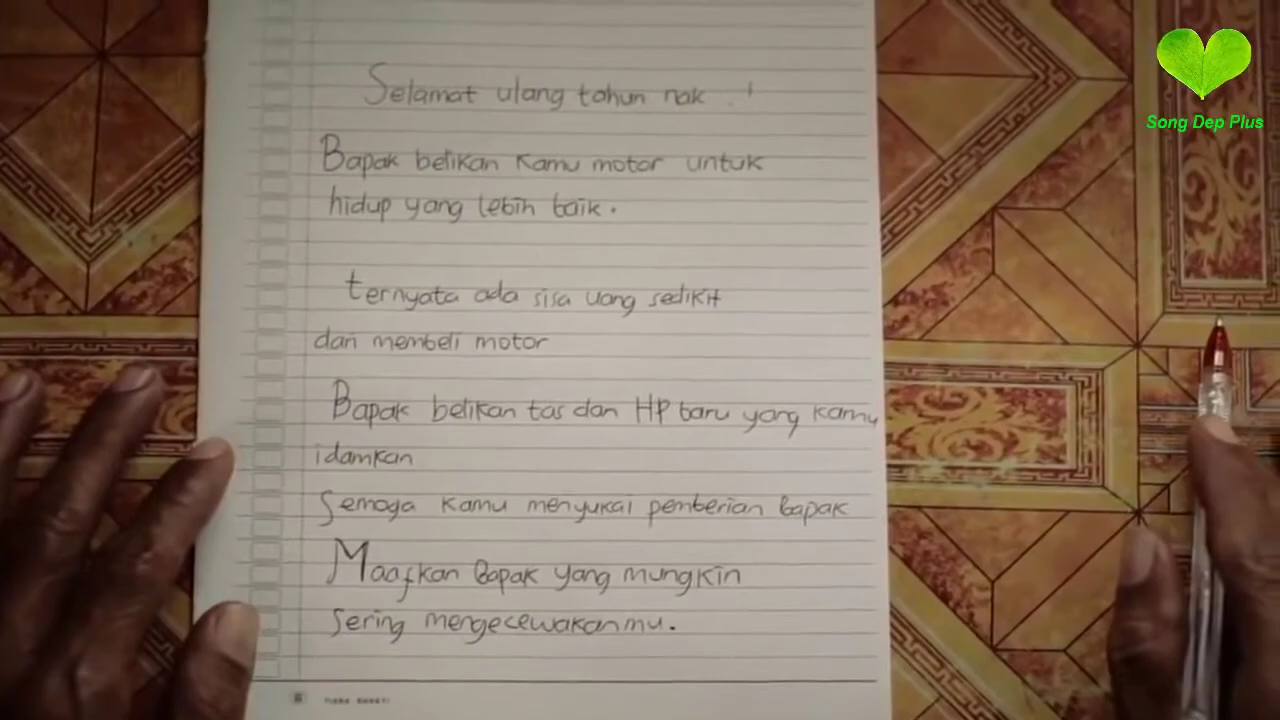 Selamat ulang tahun nak . !
Bapak belikan kamu motor untuk
hidup yang lebih baik.
ternyata ada sisa uang sedikit
dari membeli motor
Bapak belikan tas dan HP baru yang kamu
idamkan
Semoga kamu menyukai pemberian Bapak
Maafkan Bapak yang mungkin
sering mengecewakanmu.
Song Dep Plus